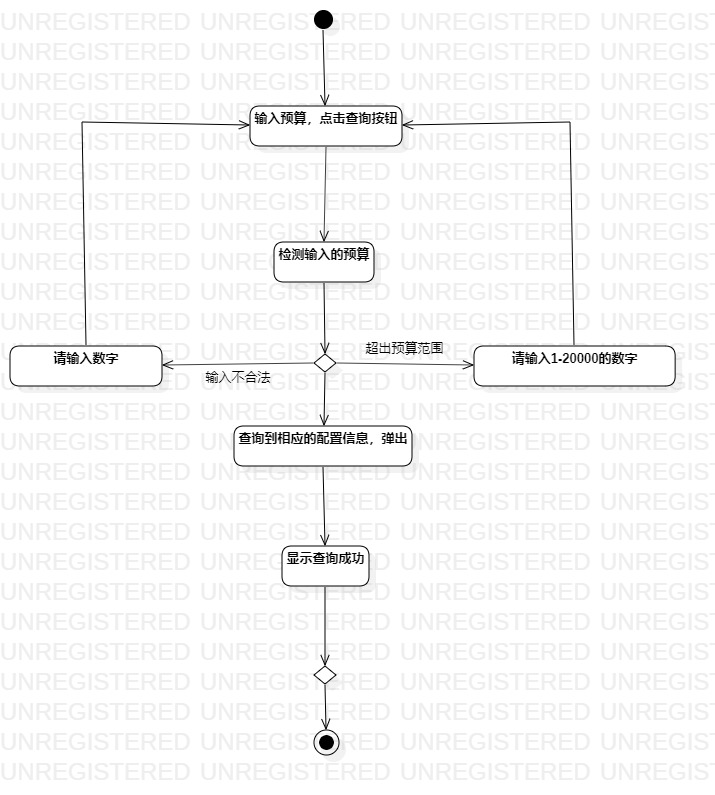 输入预算，点击查询按钮
检测输入的预算
超出预算范围
请输入数字
请输入1-20000的数字
输入不合法
查询到相应的配置信息，弹出
显示查询成功
UNREGISTERED